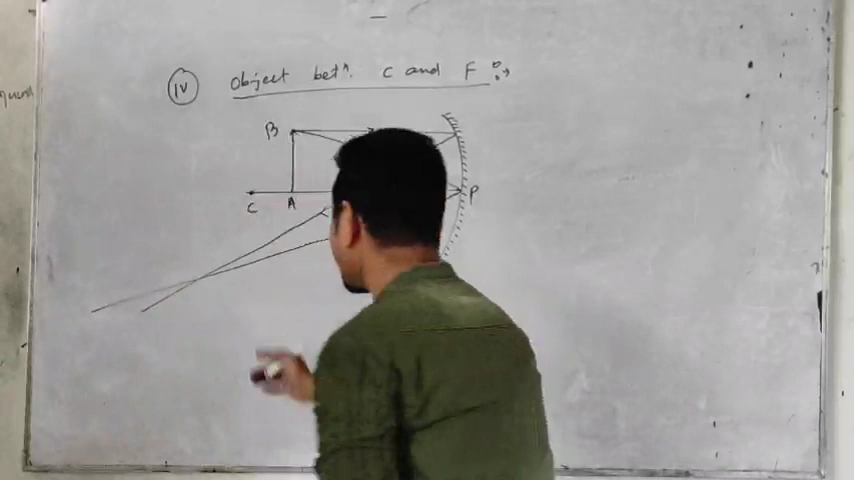 (IV) Object betn. C and F :→
B
C A P